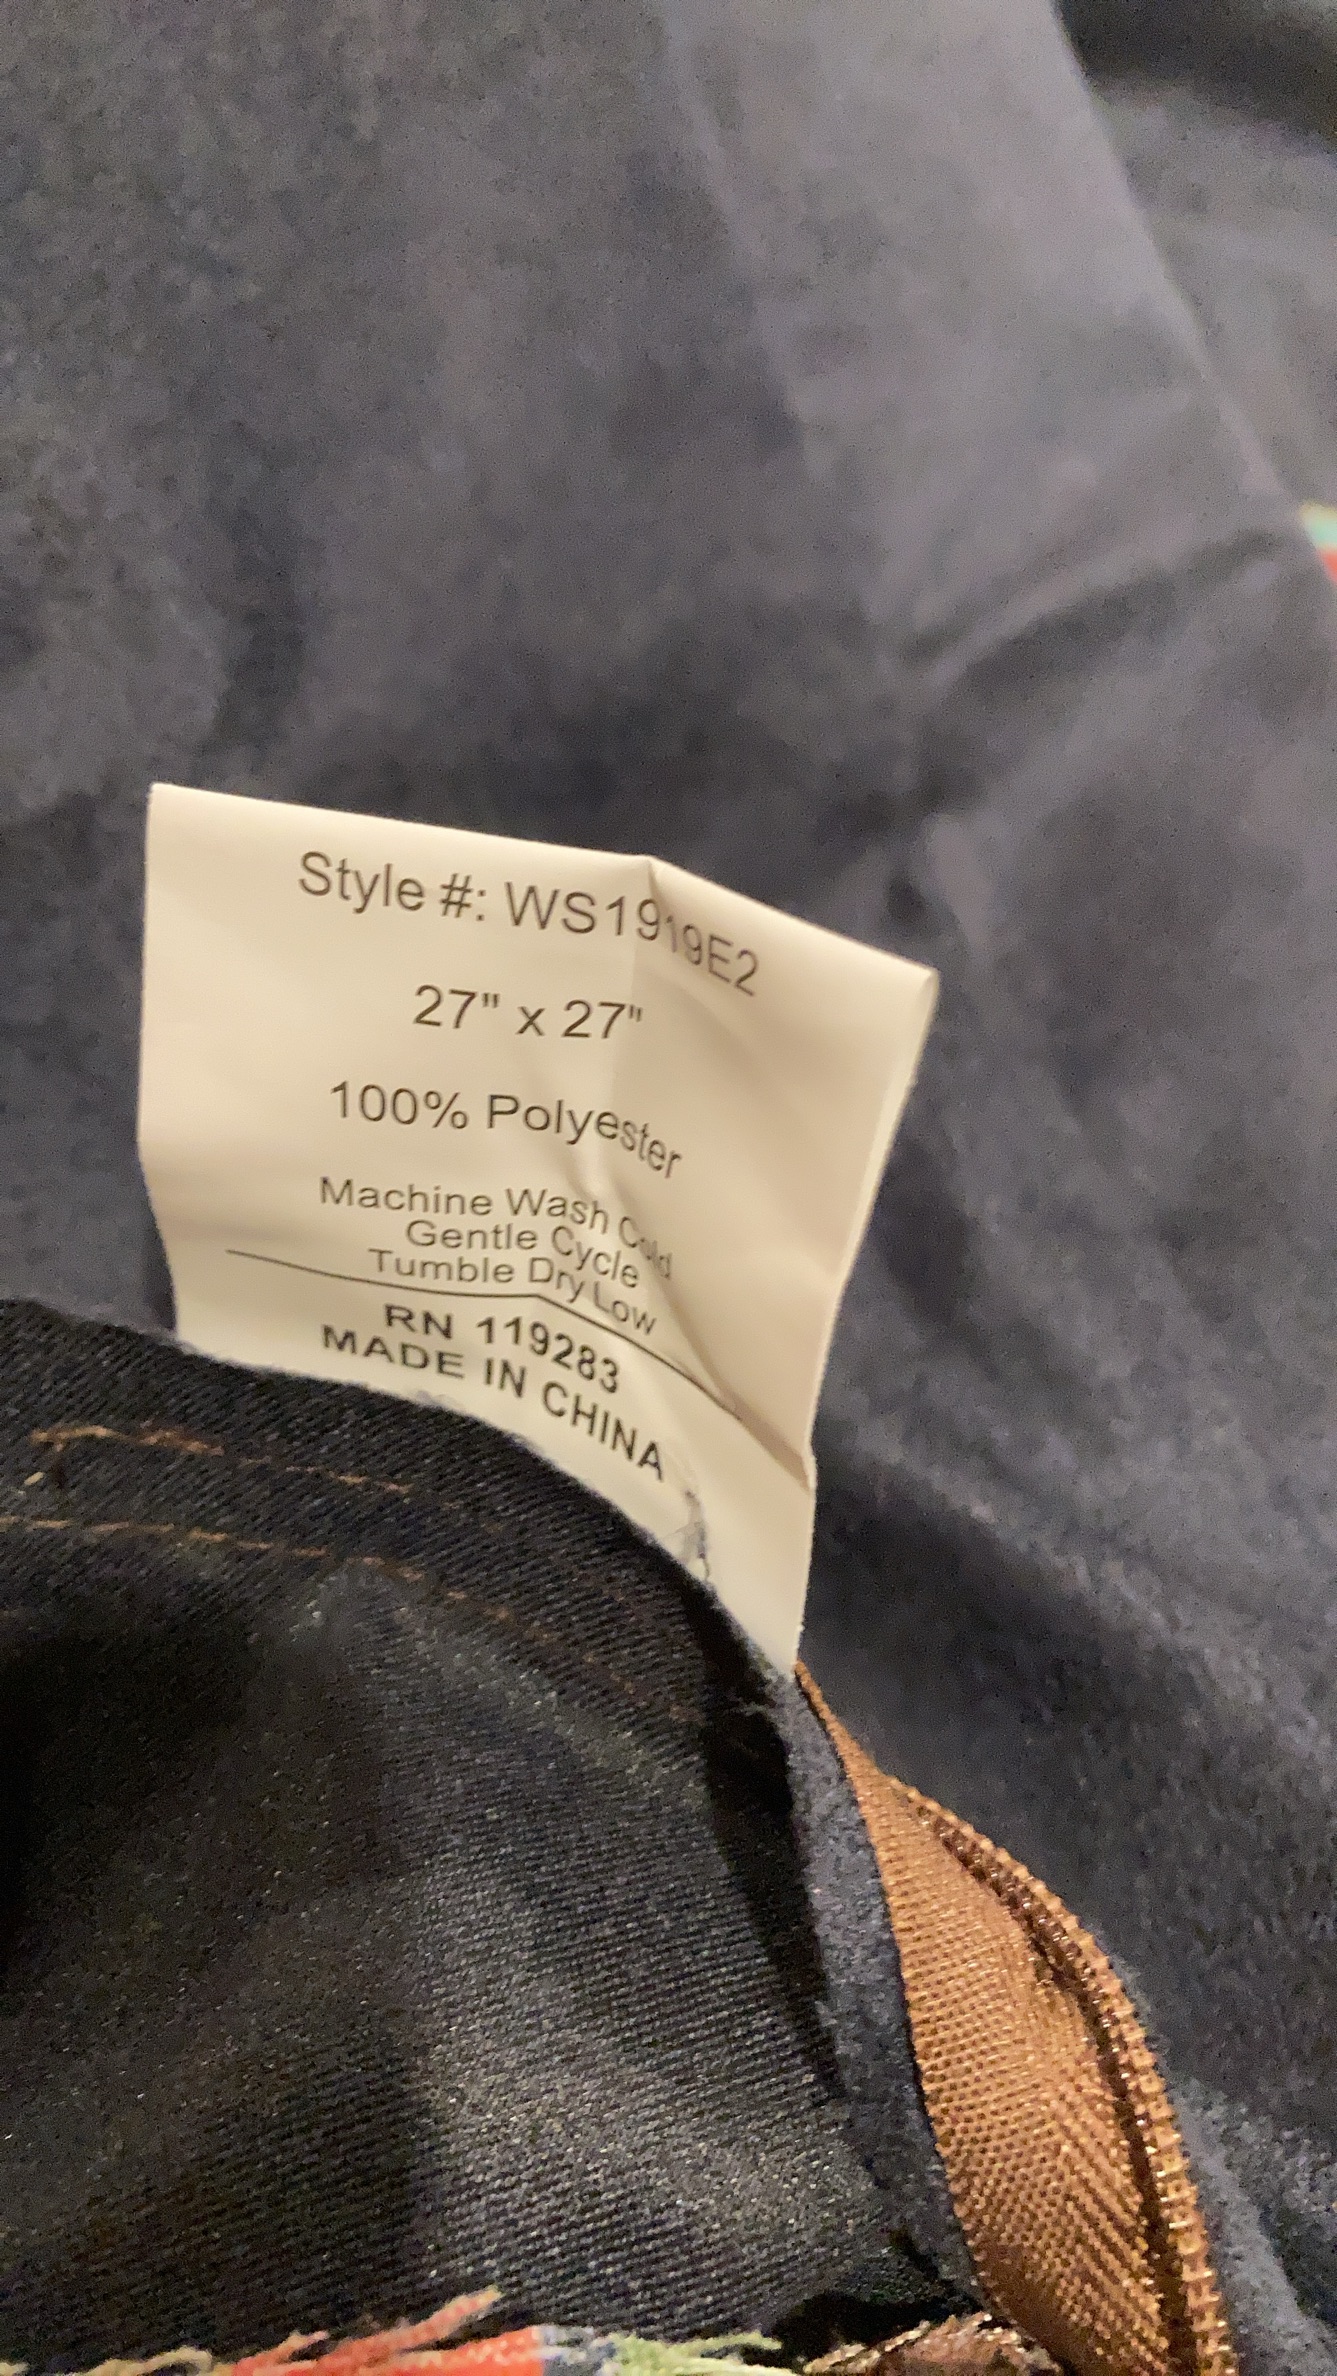 Style #: WS1919E2
27" x 27"
100% Polyester
Machine Wash Cold
Gentle Cycle
Tumble Dry Low
RN 119283
MADE IN CHINA